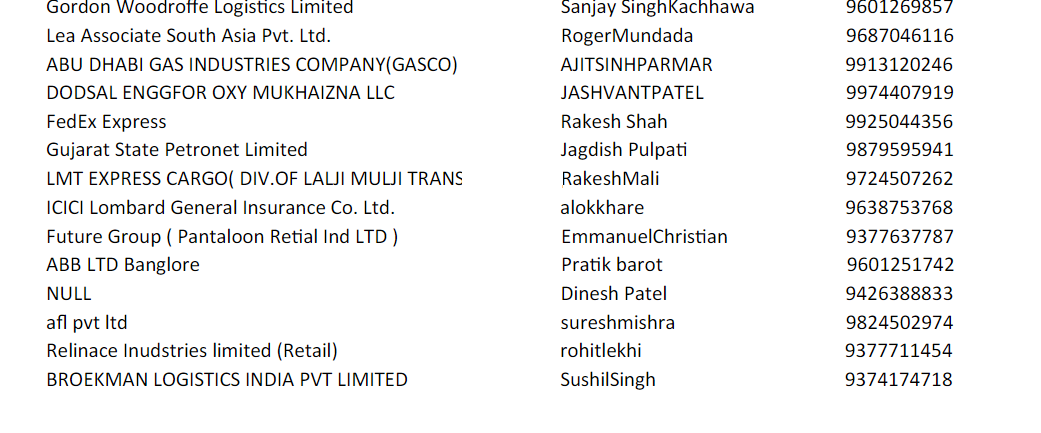 Gordon Woodroffe Logistics Limited Sanjay SinghKachhawa 9601269857
Lea Associate South Asia Pvt. Ltd. RogerMundada 9687046116
ABU DHABI GAS INDUSTRIES COMPANY(GASCO) AJITSINHPARMAR 9913120246
DODSAL ENGGFOR OXY MUKHAIZNA LLC JASHVANTPATEL 9974407919
FedEx Express Rakesh Shah 9925044356
Gujarat State Petronet Limited Jagdish Pulpati 9879595941
LMT EXPRESS CARGO( DIV.OF LALJI MULJI TRANS RakeshMali 9724507262
ICICI Lombard General Insurance Co. Ltd. alokkhare 9638753768
Future Group ( Pantaloon Retial Ind LTD ) EmmanuelChristian 9377637787
ABB LTD Banglore Pratik barot 9601251742
NULL Dinesh Patel 9426388833
afl pvt ltd sureshmishra 9824502974
Relinace Inudstries limited (Retail) rohitlekhi 9377711454
BROEKMAN LOGISTICS INDIA PVT LIMITED SushilSingh 9374174718